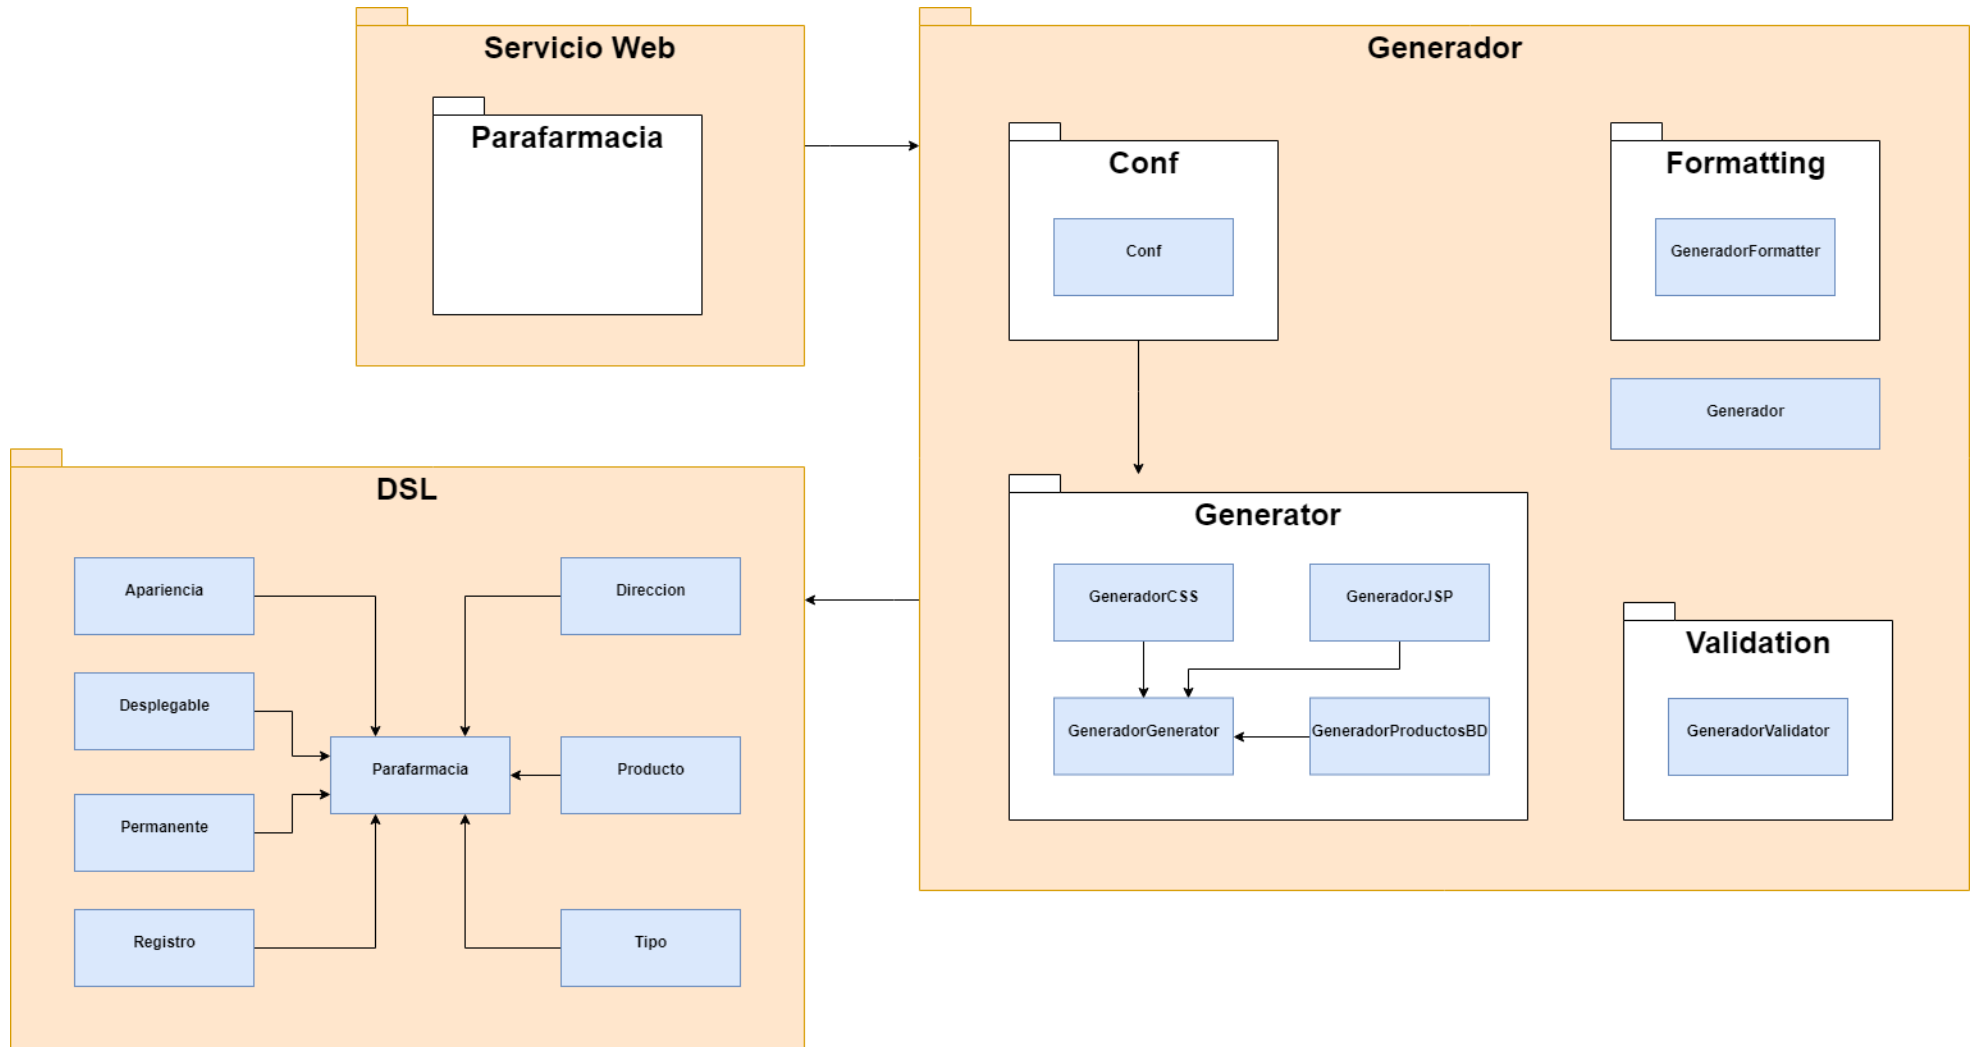 Servicio Web
Parafarmacia
Generador
Conf
Conf
Formatting
GeneradorFormatter
Generador
Generator
GeneradorCSS
GeneradorJSP
GeneradorGenerator
GeneradorProductosBD
Validation
GeneradorValidator
DSL
Apariencia
Direccion
Desplegable
Parafarmacia
Producto
Permanente
Registro
Tipo